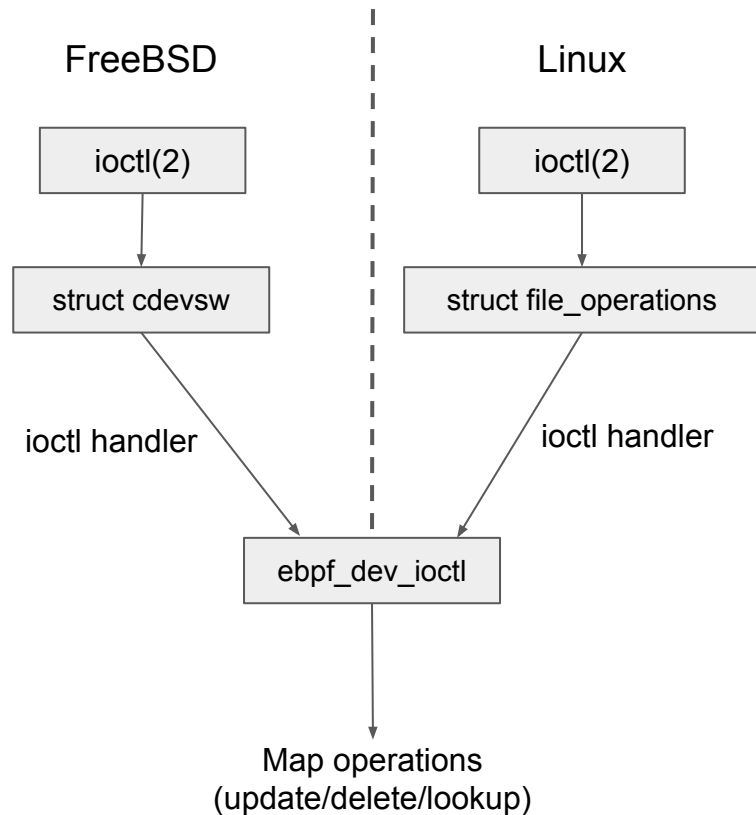 FreeBSD
Linux
ioctl(2)
ioctl(2)
struct cdevsw
struct file_operations
ioctl handler
ioctl handler
ebpf_dev_ioctl
Map operations
(update/delete/lookup)